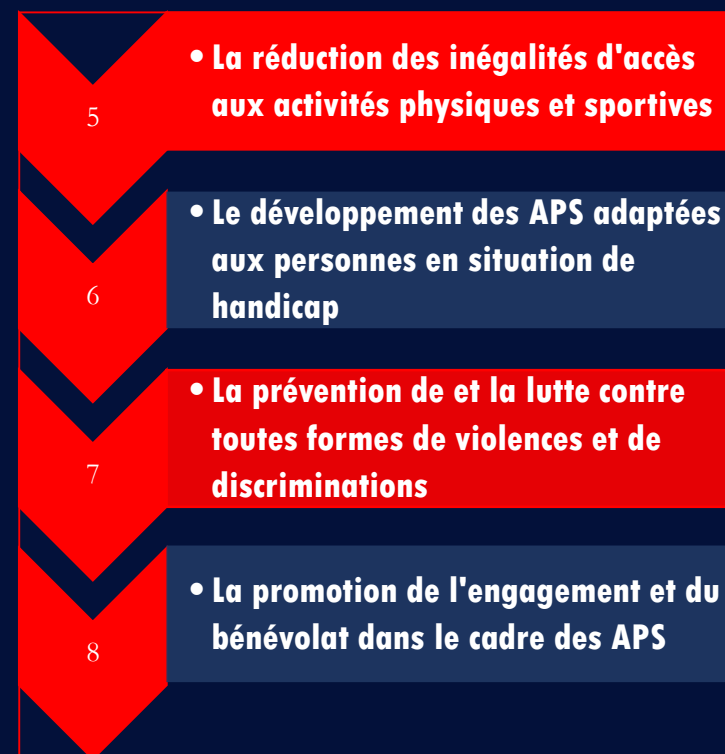 5
• La réduction des inégalités d'accès
aux activités physiques et sportives
6
• Le développement des APS adaptées
aux personnes en situation de
handicap
7
• La prévention de et la lutte contre
toutes formes de violences et de
discriminations
8
• La promotion de l'engagement et du
bénévolat dans le cadre des APS